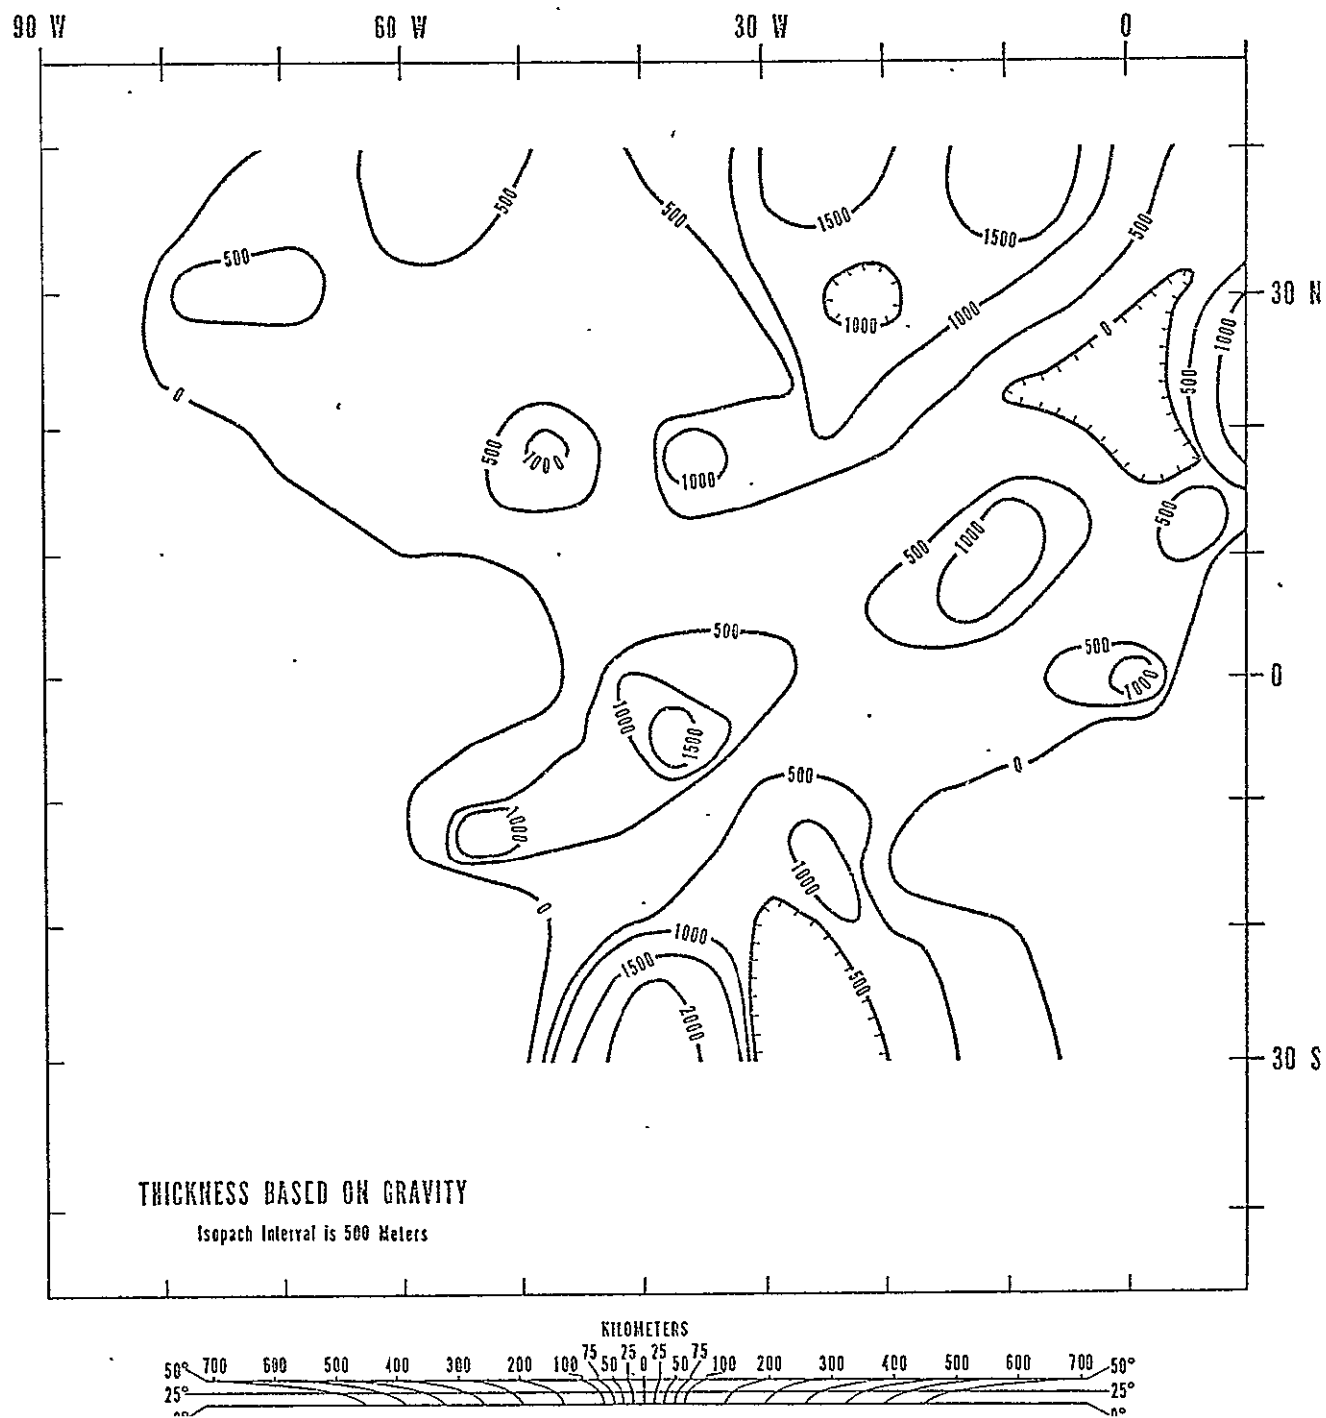 90 W 60 W 30 W 0
500 500 1500 1500 500
500 1000 1000 0 30 N
1000 500
0
500 1000 1000
500 1000 500
500 500 0
1000 1500 1000
500 0
1000 1000
0 1000 1500 500
2000 30 S
THICKNESS BASED ON GRAVITY
Isopach Interval is 500 Meters
KILOMETERS
50° 700 600 500 400 300 200 100 75 50 25 0 25 50 75 100 200 300 400 500 600 700 50°
25° 25°
0° 0°